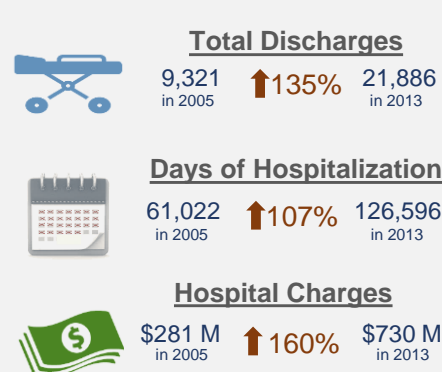 Total Discharges
9,321 135% 21,886
in 2005 in 2013
Days of Hospitalization
61,022 107% 126,596
in 2005 in 2013
Hospital Charges
$281 M 160% $730 M
in 2005 in 2013
$